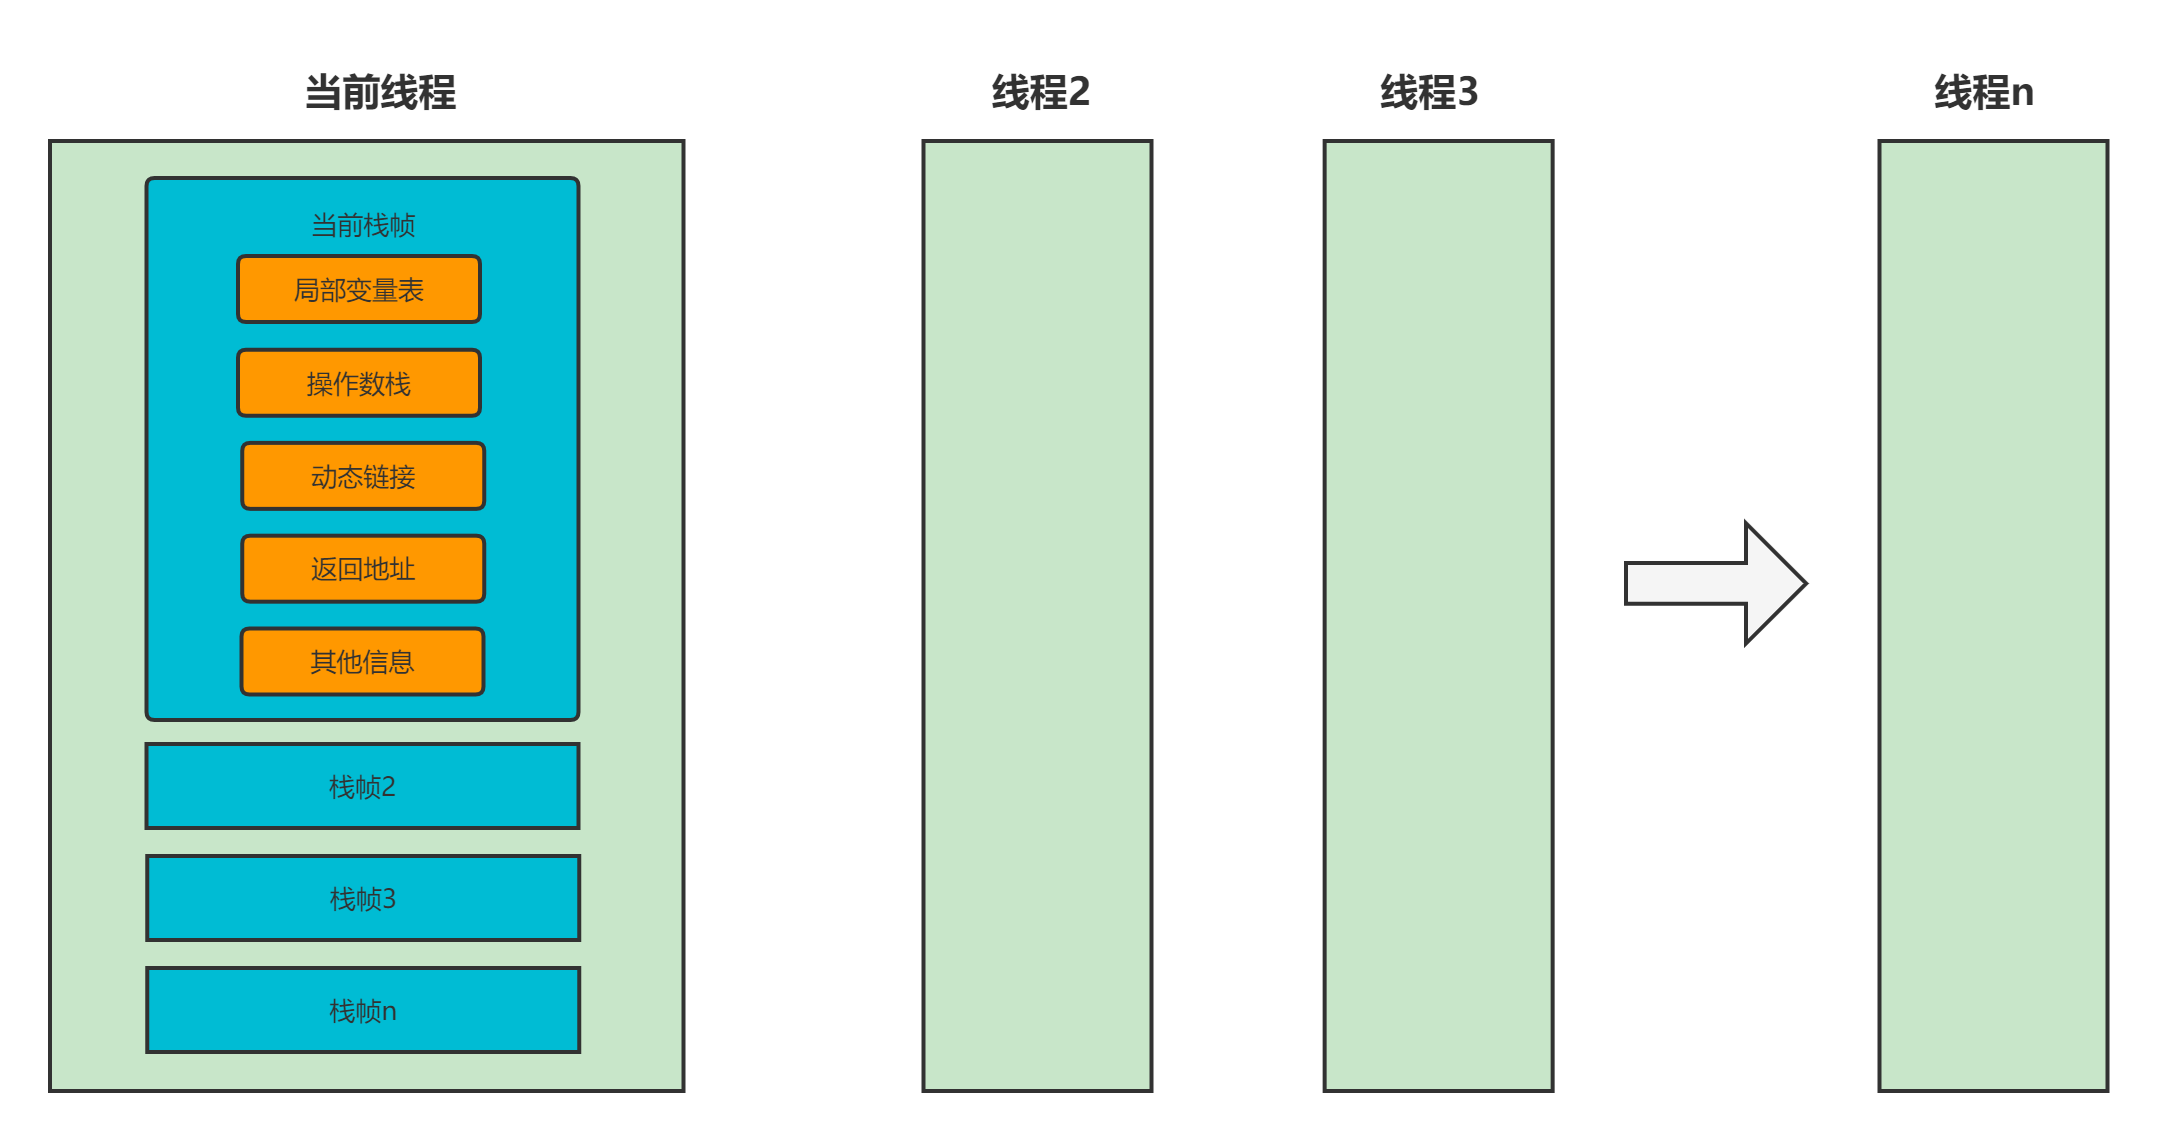 当前线程
线程2
线程3
线程n
当前栈帧
局部变量表
操作数栈
动态链接
返回地址
其他信息
栈帧2
栈帧3
栈帧n